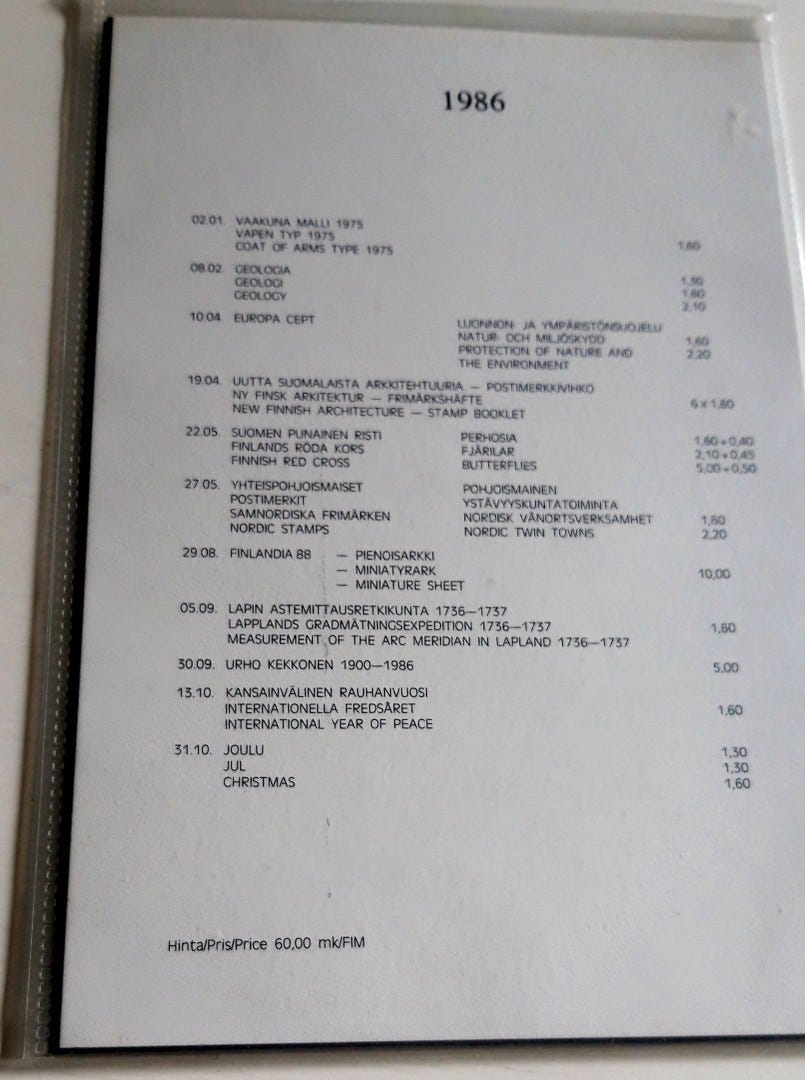 1986
02.01. VAAKUNA MALLI 1975
VAPEN TYP 1975
COAT OF ARMS TYPE 1975 1,60
08.02. GEOLOGIA
GEOLOGI 1,30
GEOLOGY 1,60
2,10
10.04. EUROPA CEPT LUONNON- JA YMPÄRISTÖNSUOJELU
NATUR- OCH MILJÖSKYDD 1,60
PROTECTION OF NATURE AND 2,20
THE ENVIRONMENT
19.04. UUTTA SUOMALAISTA ARKKITEHTUURIA — POSTIMERKKIVIHKO
NY FINSK ARKITEKTUR — FRIMÄRKSHÄFTE
NEW FINNISH ARCHITECTURE — STAMP BOOKLET 6 x 1,60
22.05. SUOMEN PUNAINEN RISTI PERHOSIA 1,60+0,40
FINLANDS RÖDA KORS FJÄRILAR 2,10+0,45
FINNISH RED CROSS BUTTERFLIES 5,00+0,50
27.05. YHTEISPOHJOISMAISET POHJOISMAINEN
POSTIMERKIT YSTÄVYYSKUNTATOIMINTA
SAMNORDISKA FRIMÄRKEN NORDISK VÄNORTSVERKSAMHET 1,60
NORDIC STAMPS NORDIC TWIN TOWNS 2,20
29.08. FINLANDIA 88 — PIENOISARKKI
— MINIATYRARK
— MINIATURE SHEET 10,00
05.09. LAPIN ASTEMITTAUSRETKIKUNTA 1736—1737
LAPPLANDS GRADMÄTNINGSEXPEDITION 1736—1737
MEASUREMENT OF THE ARC MERIDIAN IN LAPLAND 1736—1737 1,60
30.09. URHO KEKKONEN 1900—1986 5,00
13.10. KANSAINVÄLINEN RAUHANVUOSI
INTERNATIONELLA FREDSÅRET
INTERNATIONAL YEAR OF PEACE 1,60
31.10. JOULU 1,30
JUL 1,30
CHRISTMAS 1,60
Hinta/Pris/Price 60,00 mk/FIM